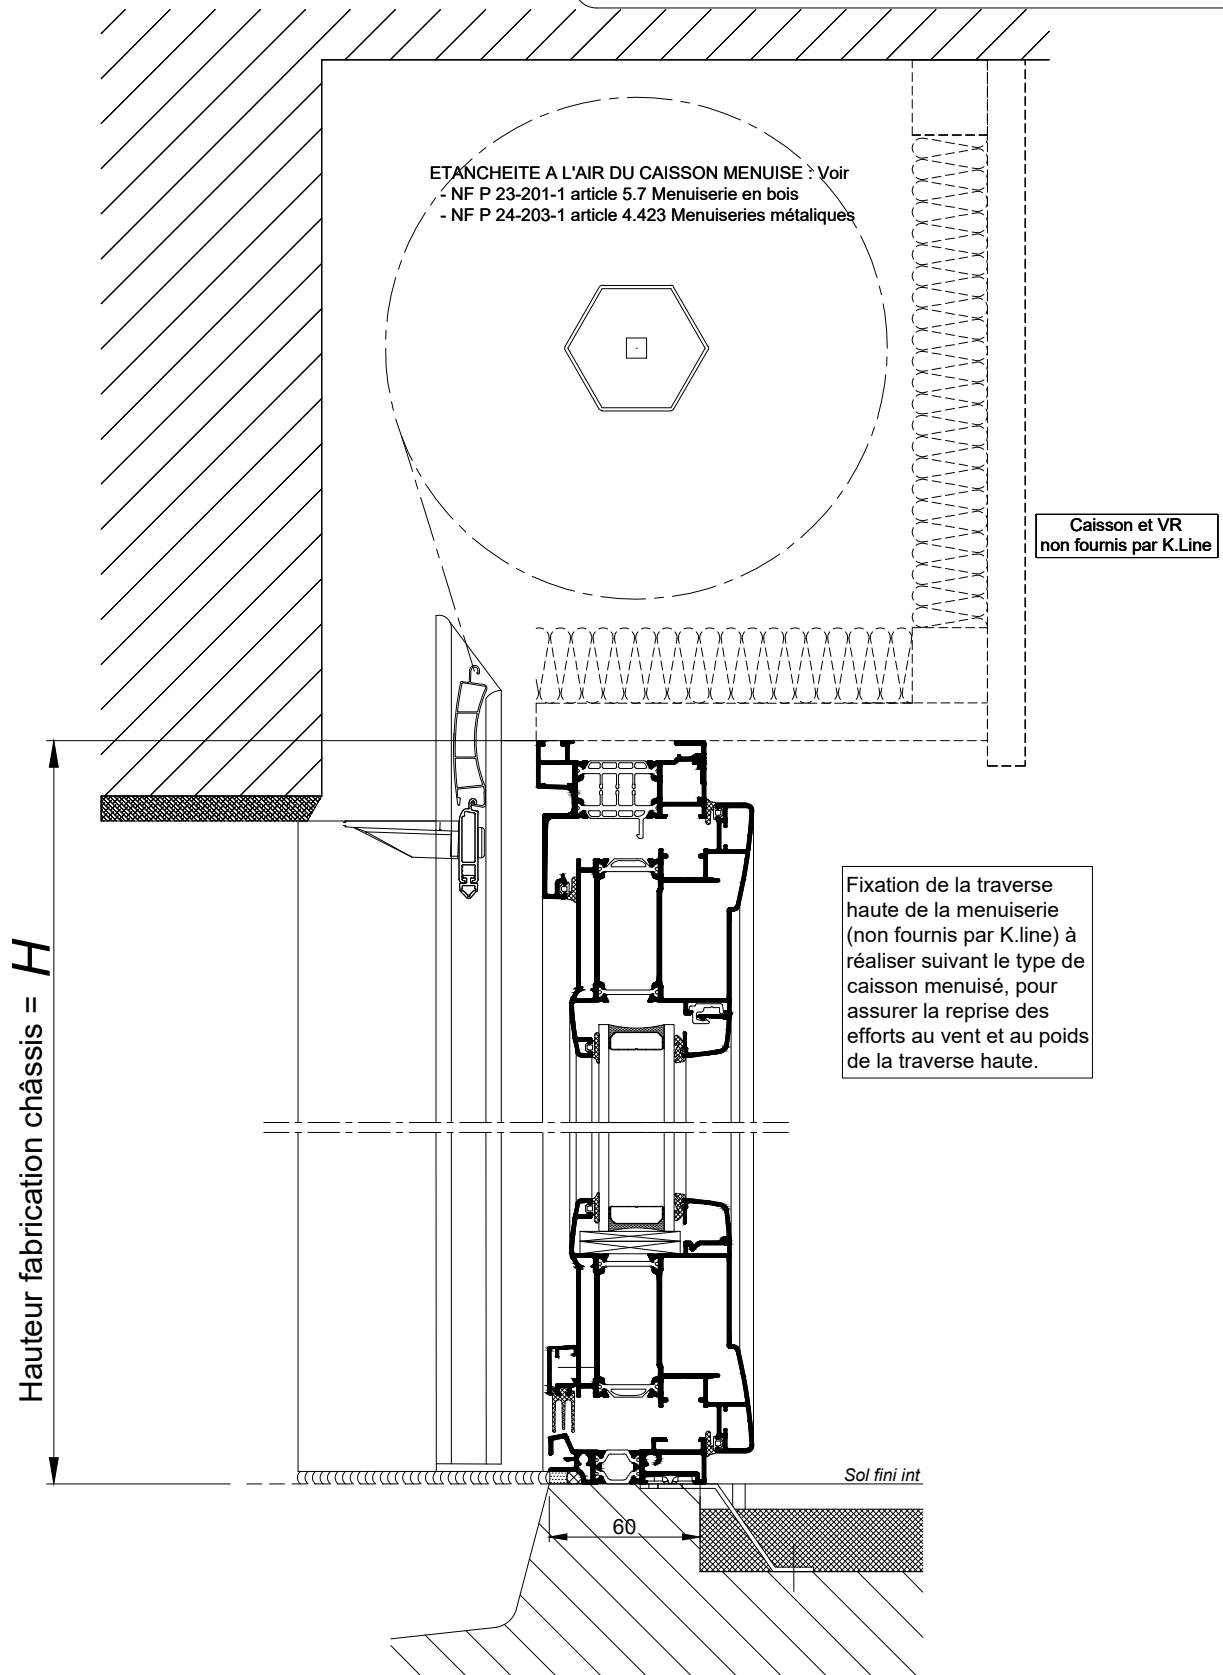 ETANCHEITE A L'AIR DU CAISSON MENUISE : Voir
- NF P 23-201-1 article 5.7 Menuiserie en bois
- NF P 24-203-1 article 4.423 Menuiseries métaliques
Caisson et VR
non fournis par K.Line
Fixation de la traverse
haute de la menuiserie
(non fournis par K.line) à
réaliser suivant le type de
caisson menuisé, pour
assurer la reprise des
efforts au vent et au poids
de la traverse haute.
Hauteur fabrication châssis = H
Sol fini int
60